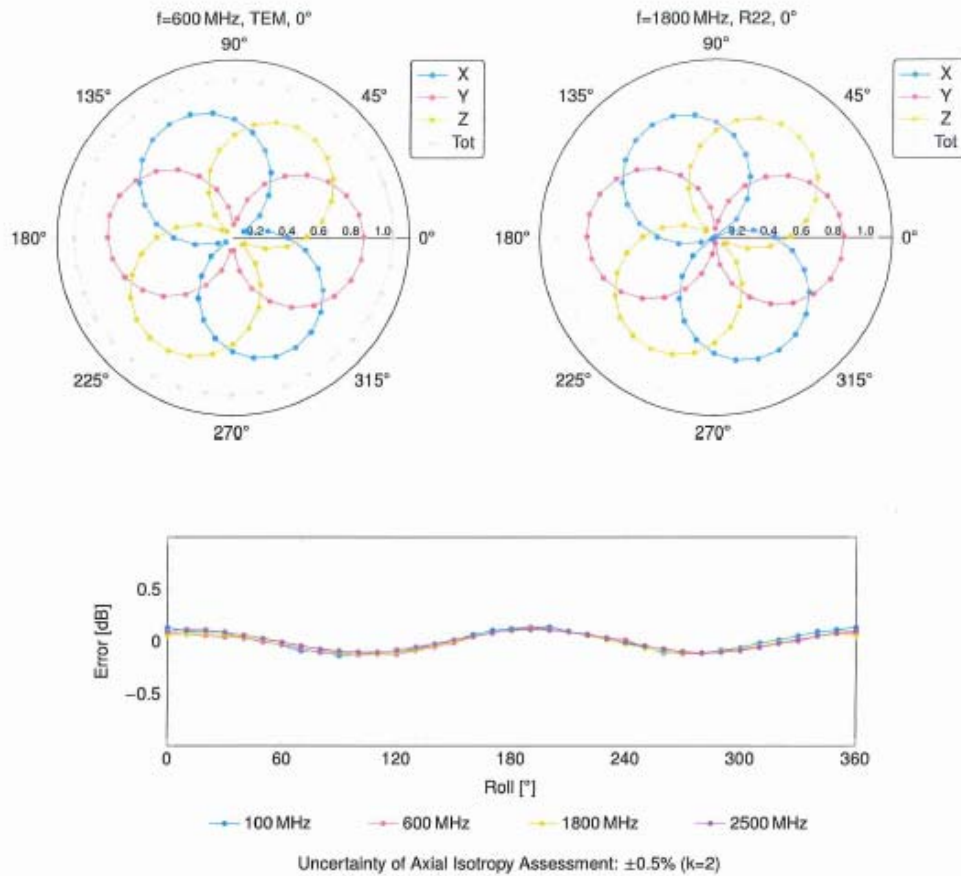 f=600 MHz, TEM, 0°
f=1800 MHz, R22, 0°
90°
135°
45°
180°
0°
225°
315°
270°
0.2 0.4 0.6 0.8 1.0
X
Y
Z
Tot
90°
135°
45°
180°
0°
225°
315°
270°
0.2 0.4 0.6 0.8 1.0
X
Y
Z
Tot
Error [dB]
0.5
0
−0.5
0 60 120 180 240 300 360
Roll [°]
100 MHz 600 MHz 1800 MHz 2500 MHz
Uncertainty of Axial Isotropy Assessment: ±0.5% (k=2)